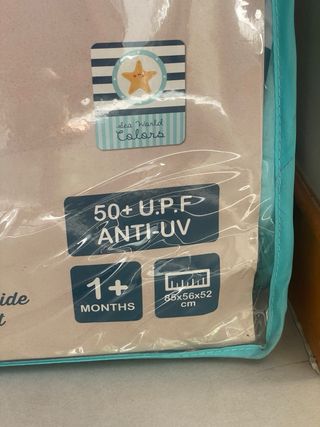 Sea World
Colors
50+ U.P.F
ANTI-UV
ide
t
1+
MONTHS
85x56x52
cm